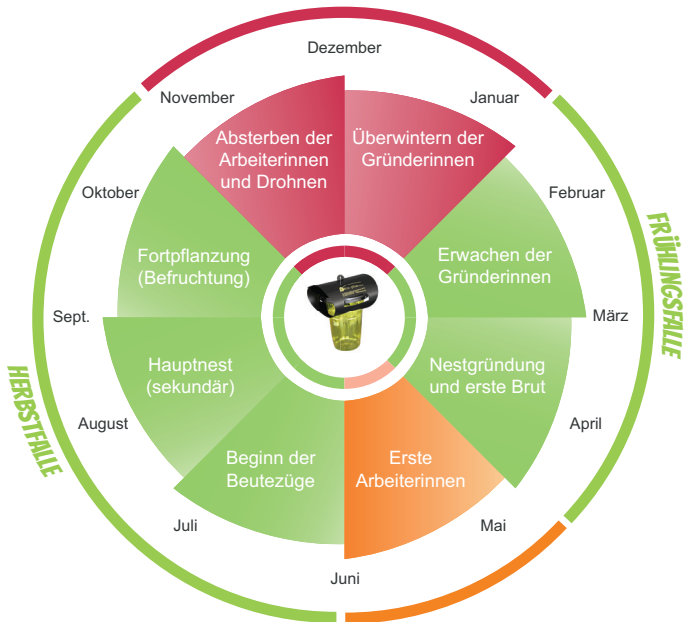 Dezember
Januar
Februar
März
April
Mai
Juni
Juli
August
Sept.
Oktober
November
Überwintern der
Gründerinnen
Erwachen der
Gründerinnen
Nestgründung
und erste Brut
Erste
Arbeiterinnen
Beginn der
Beutezüge
Hauptnest
(sekundär)
Fortpflanzung
(Befruchtung)
Absterben der
Arbeiterinnen
und Drohnen
FRÜHLINGSFALLE
HERBSTFALLE